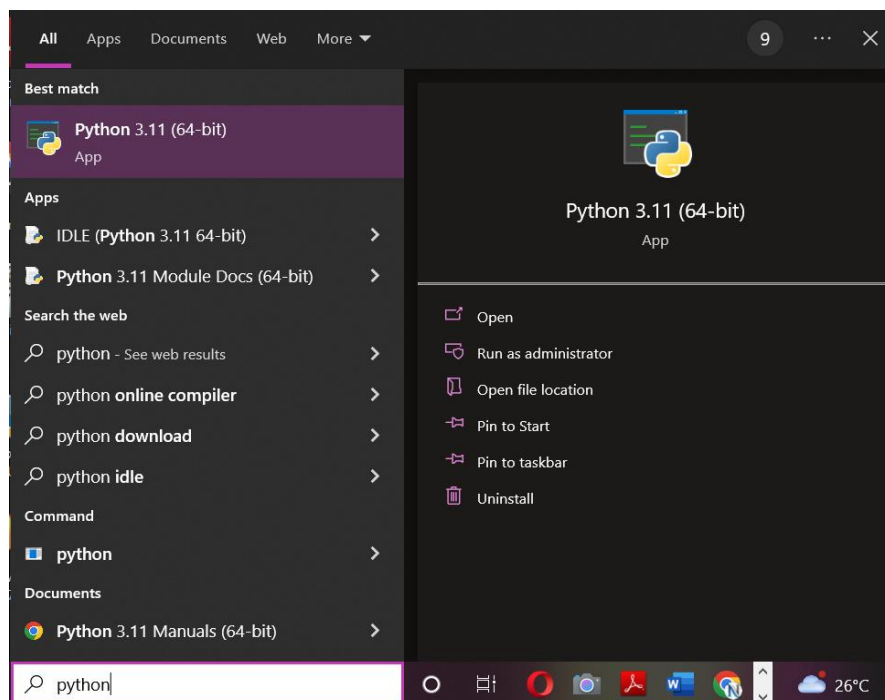 All Apps Documents Web More 9 ... 
Best match
Python 3.11 (64-bit)
App
Apps
IDLE (Python 3.11 64-bit)
Python 3.11 Module Docs (64-bit)
Search the web
python - See web results
python online compiler
python download
python idle
Command
python
Documents
Python 3.11 Manuals (64-bit)
python
Python 3.11 (64-bit)
App
Open
Run as administrator
Open file location
Pin to Start
Pin to taskbar
Uninstall
W N 26°C